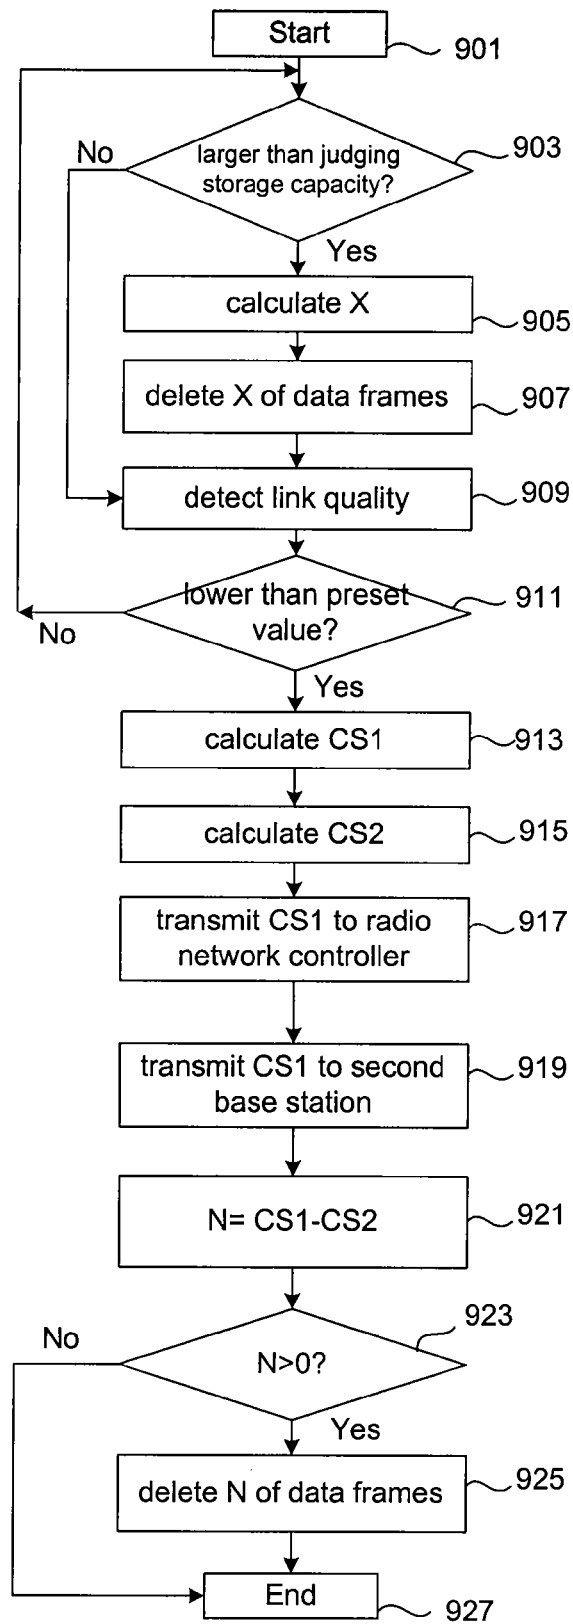 Start
901
No
larger than judging
storage capacity?
903
Yes
calculate X
905
delete X of data frames
907
detect link quality
909
lower than preset
value?
911
No
Yes
calculate CS1
913
calculate CS2
915
transmit CS1 to radio
network controller
917
transmit CS1 to second
base station
919
N= CS1-CS2
921
923
No
N>0?
Yes
delete N of data frames
925
End
927